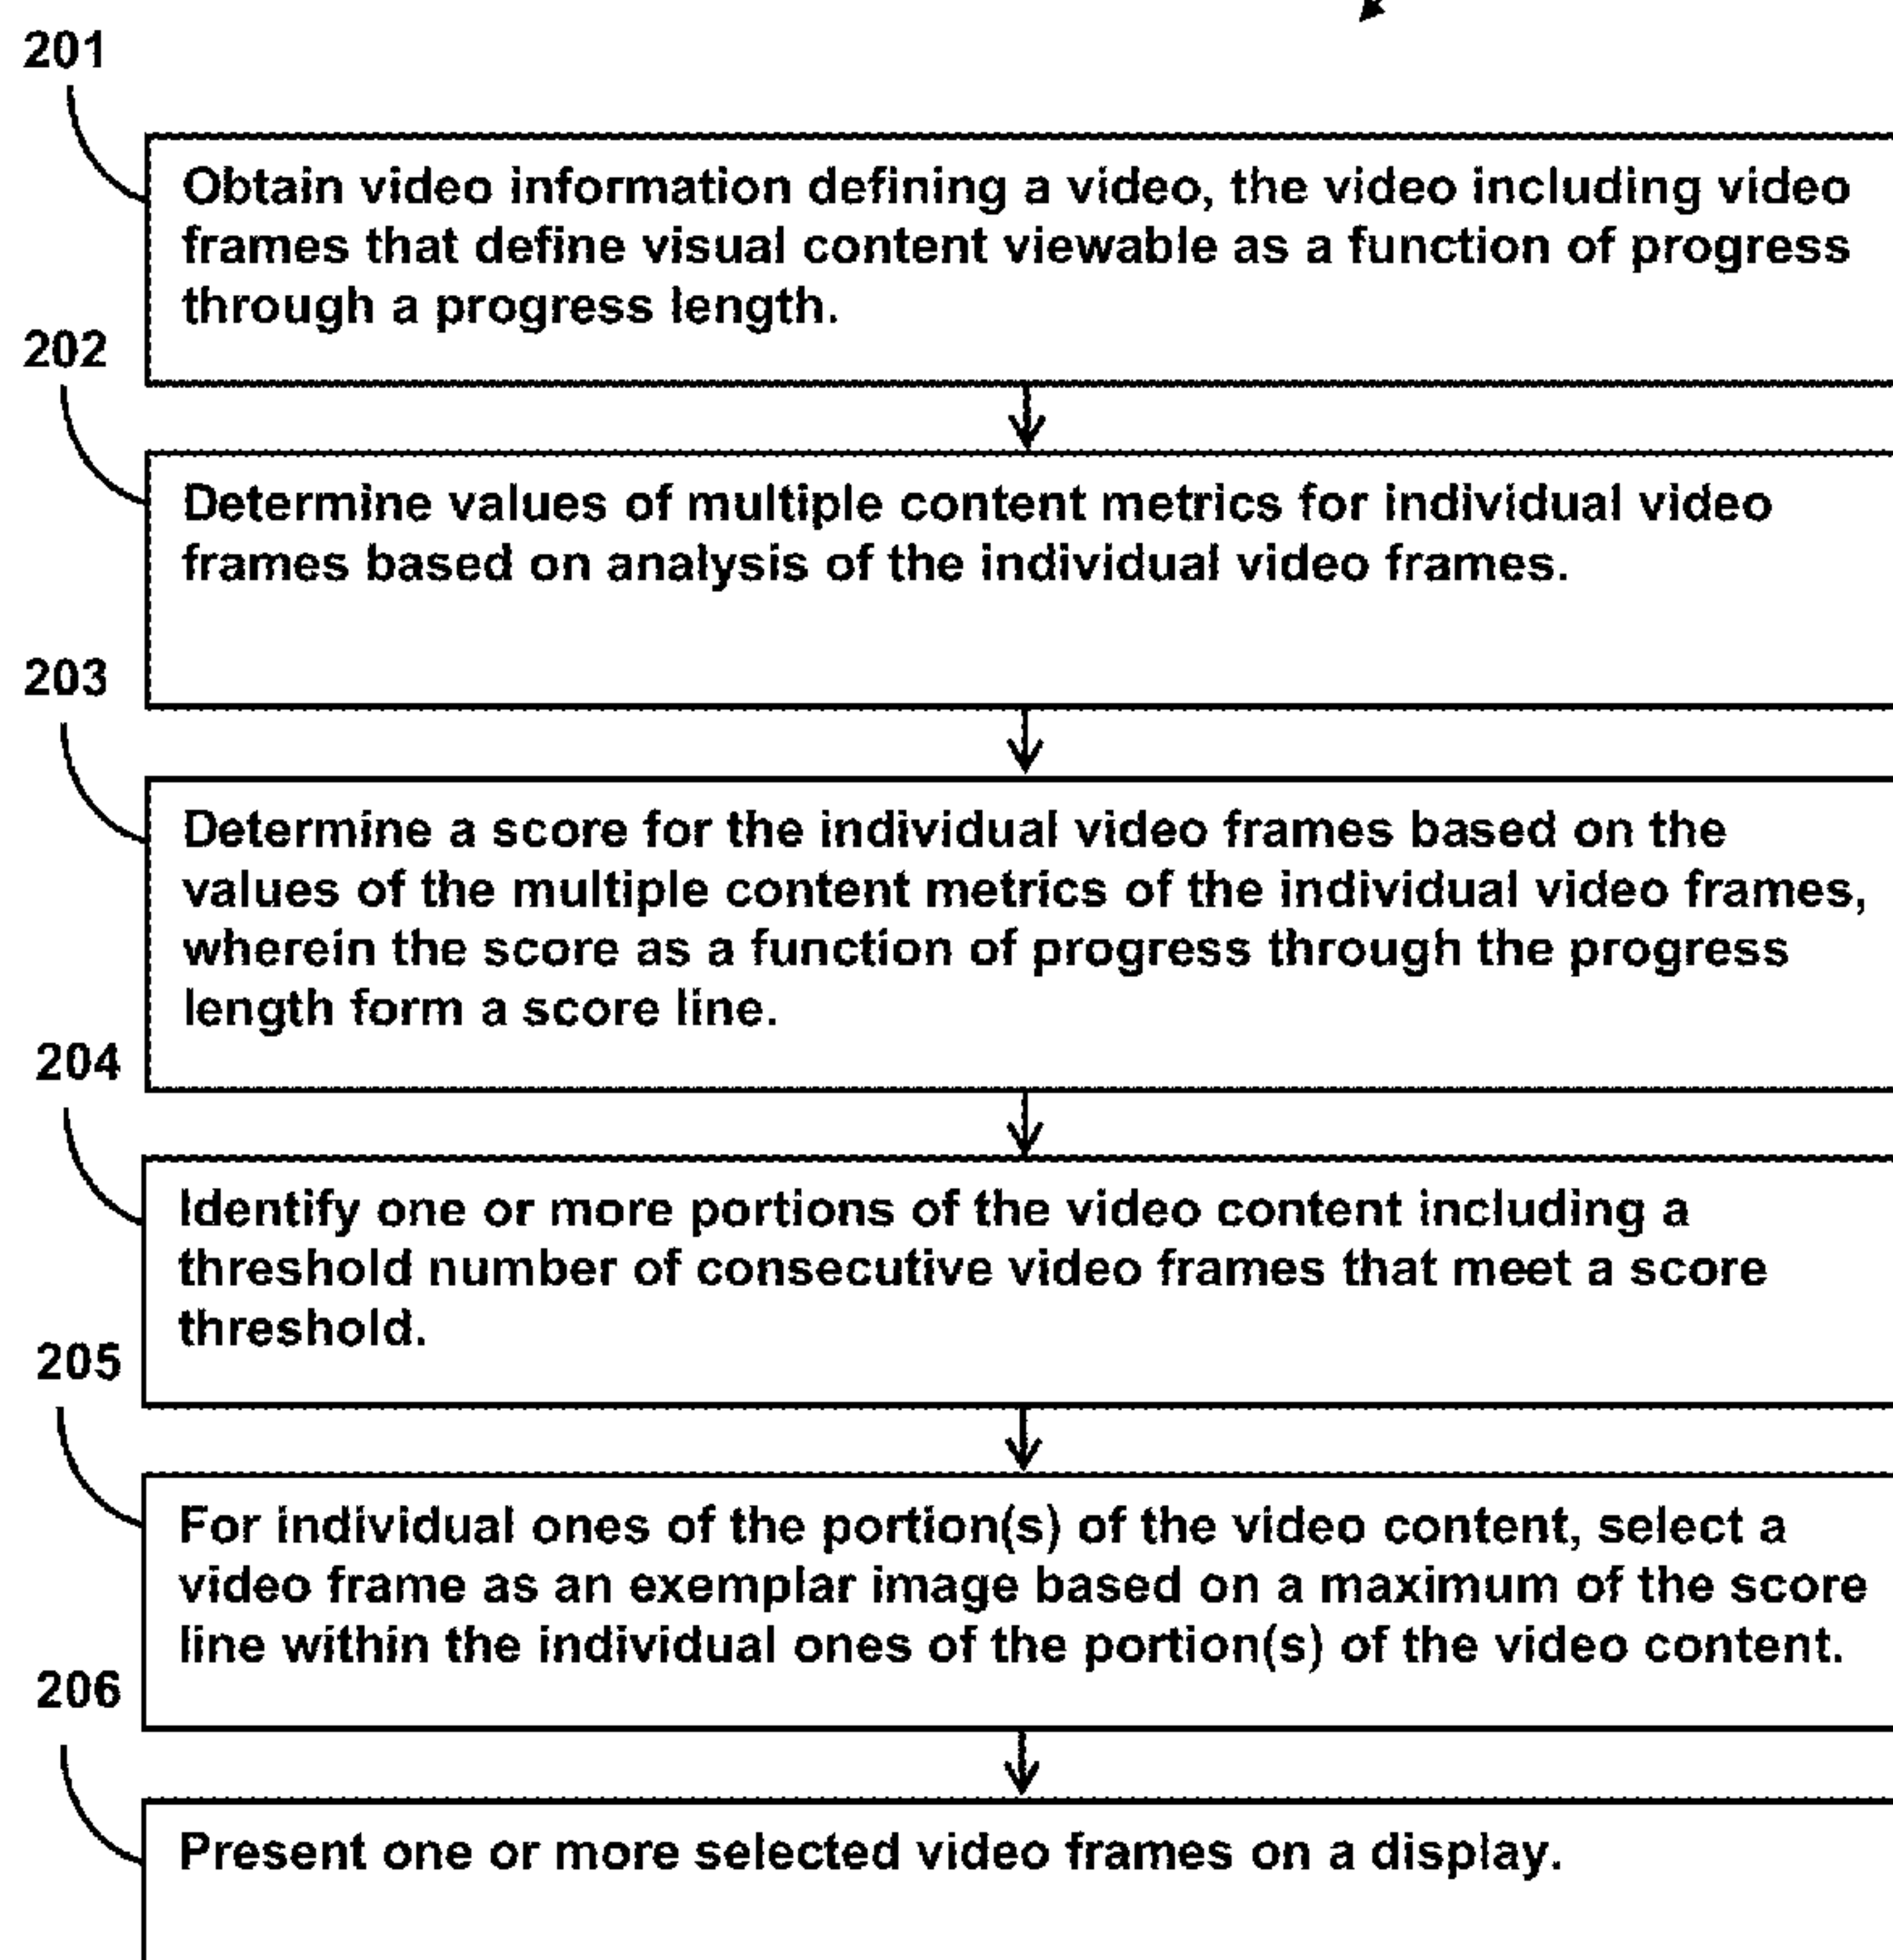 201
Obtain video information defining a video, the video including video
frames that define visual content viewable as a function of progress
through a progress length.
202
Determine values of multiple content metrics for individual video
frames based on analysis of the individual video frames.
203
Determine a score for the individual video frames based on the
values of the multiple content metrics of the individual video frames,
wherein the score as a function of progress through the progress
length form a score line.
204
Identify one or more portions of the video content including a
threshold number of consecutive video frames that meet a score
threshold.
205
For individual ones of the portion(s) of the video content, select a
video frame as an exemplar image based on a maximum of the score
line within the individual ones of the portion(s) of the video content.
206
Present one or more selected video frames on a display.